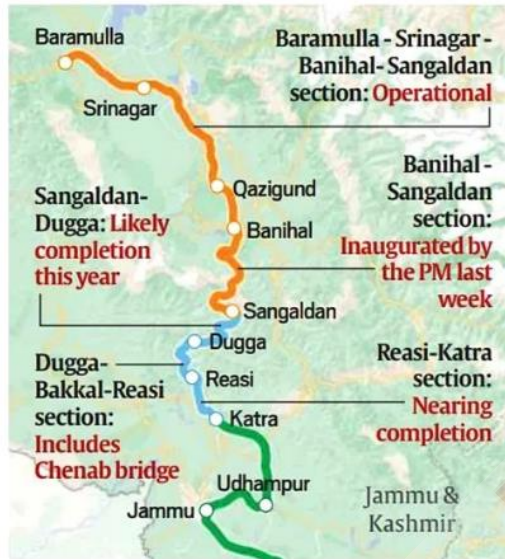 Baramulla
Srinagar
Baramulla - Srinagar -
Banihal- Sangaldan
section: Operational
Qazigund
Banihal
Banihal -
Sangaldan
section:
Inaugurated by
the PM last
week
Sangaldan-
Dugga: Likely
completion
this year
Sangaldan
Dugga
Reasi
Katra
Dugga-
Bakkal-Reasi
section:
Includes
Chenab bridge
Reasi-Katra
section:
Nearing
completion
Udhampur
Jammu
Jammu &
Kashmir